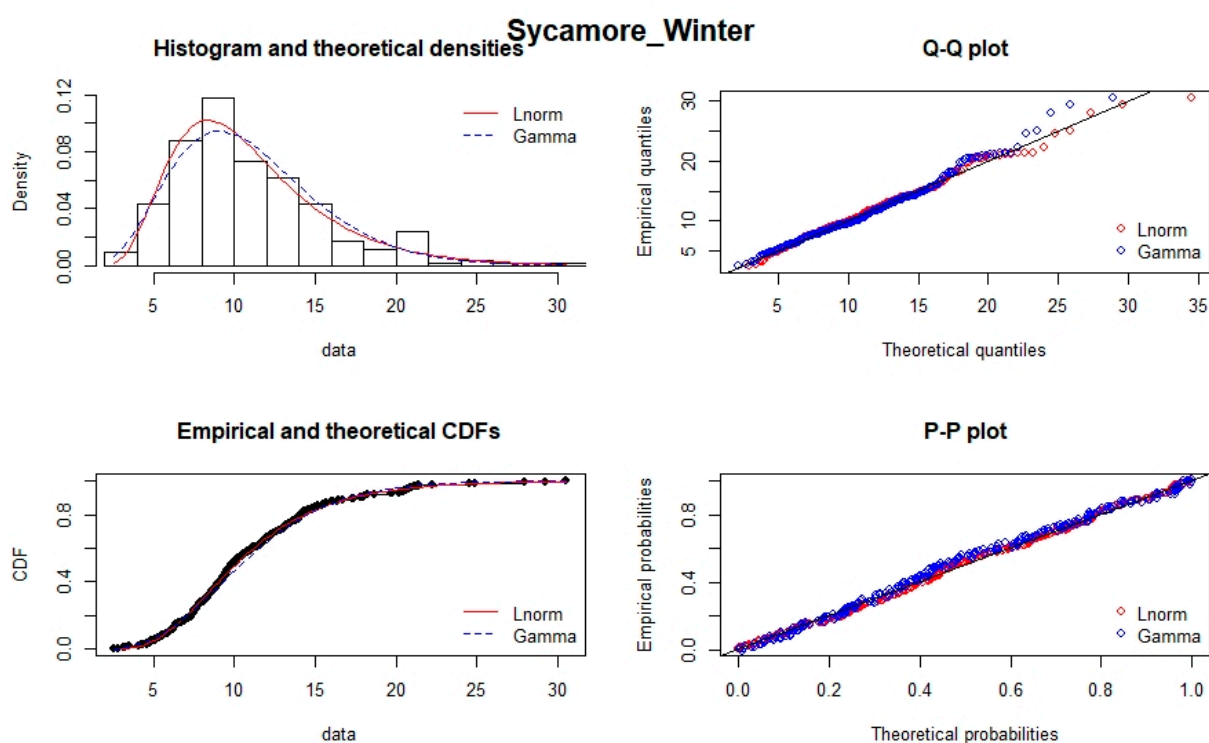 Sycamore_Winter
Histogram and theoretical densities
Density
0.00 0.04 0.08 0.12
Lnorm
Gamma
5 10 15 20 25 30
data
Q-Q plot
Empirical quantiles
5 10 20 30
Lnorm
Gamma
5 10 15 20 25 30 35
Theoretical quantiles
Empirical and theoretical CDFs
CDF
0.0 0.4 0.8
Lnorm
Gamma
5 10 15 20 25 30
data
P-P plot
Empirical probabilities
0.0 0.4 0.8
Lnorm
Gamma
0.0 0.2 0.4 0.6 0.8 1.0
Theoretical probabilities